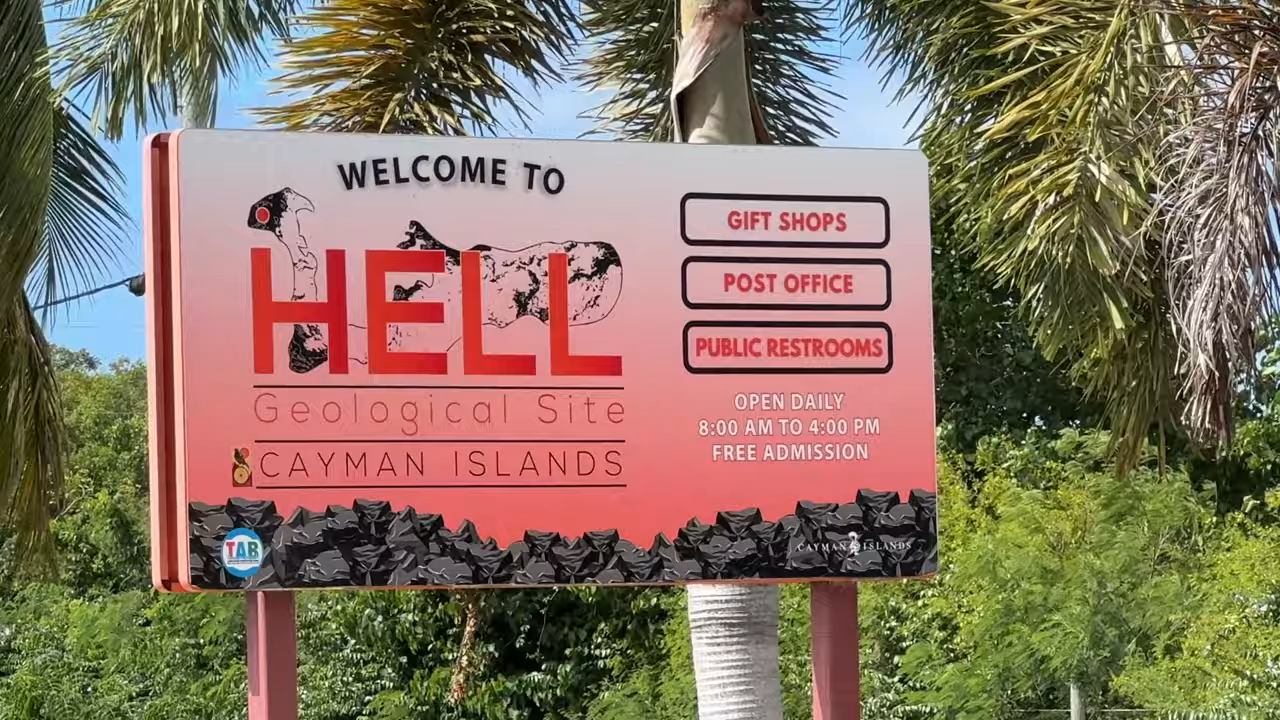 WELCOME TO
HELL
Geological Site
CAYMAN ISLANDS
GIFT SHOPS
POST OFFICE
PUBLIC RESTROOMS
OPEN DAILY
8:00 AM TO 4:00 PM
FREE ADMISSION
TAB
CAYMAN ISLANDS